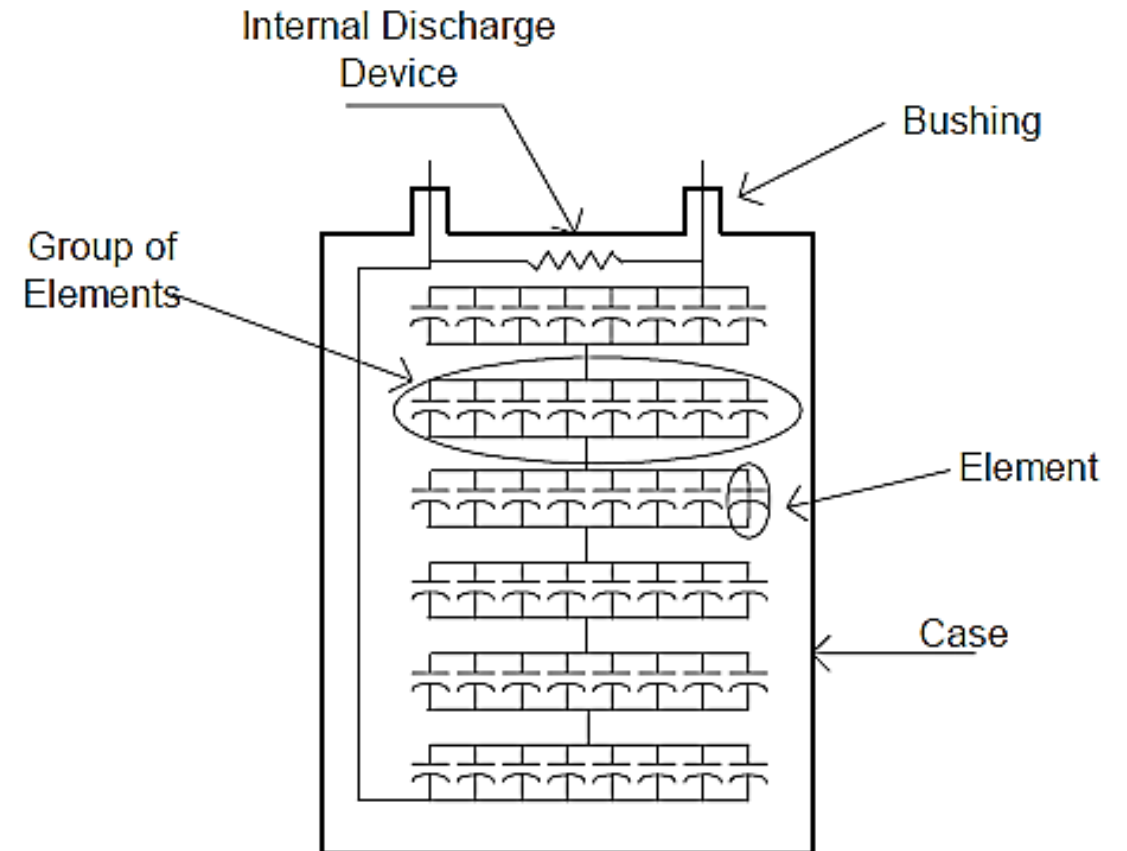 Internal Discharge
Device
Bushing
Group of
Elements
Element
Case